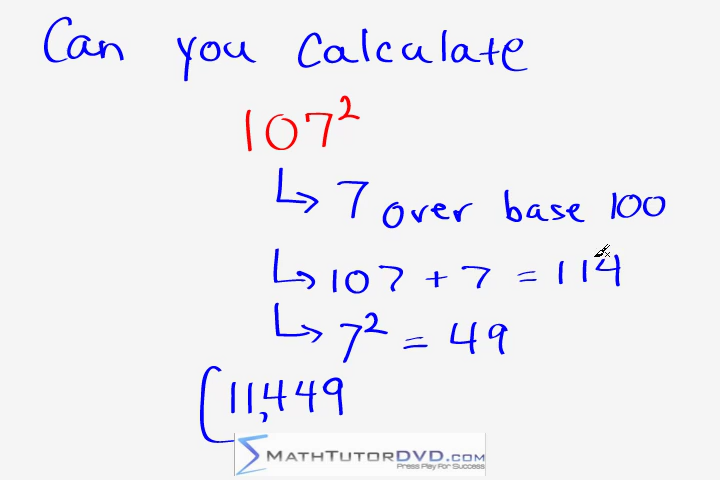 Can you calculate
107²
↳ 7 over base 100
↳ 107 + 7 = 114
↳ 7² = 49
11,449
MATHTUTORDVD.COM
Press Play For Success